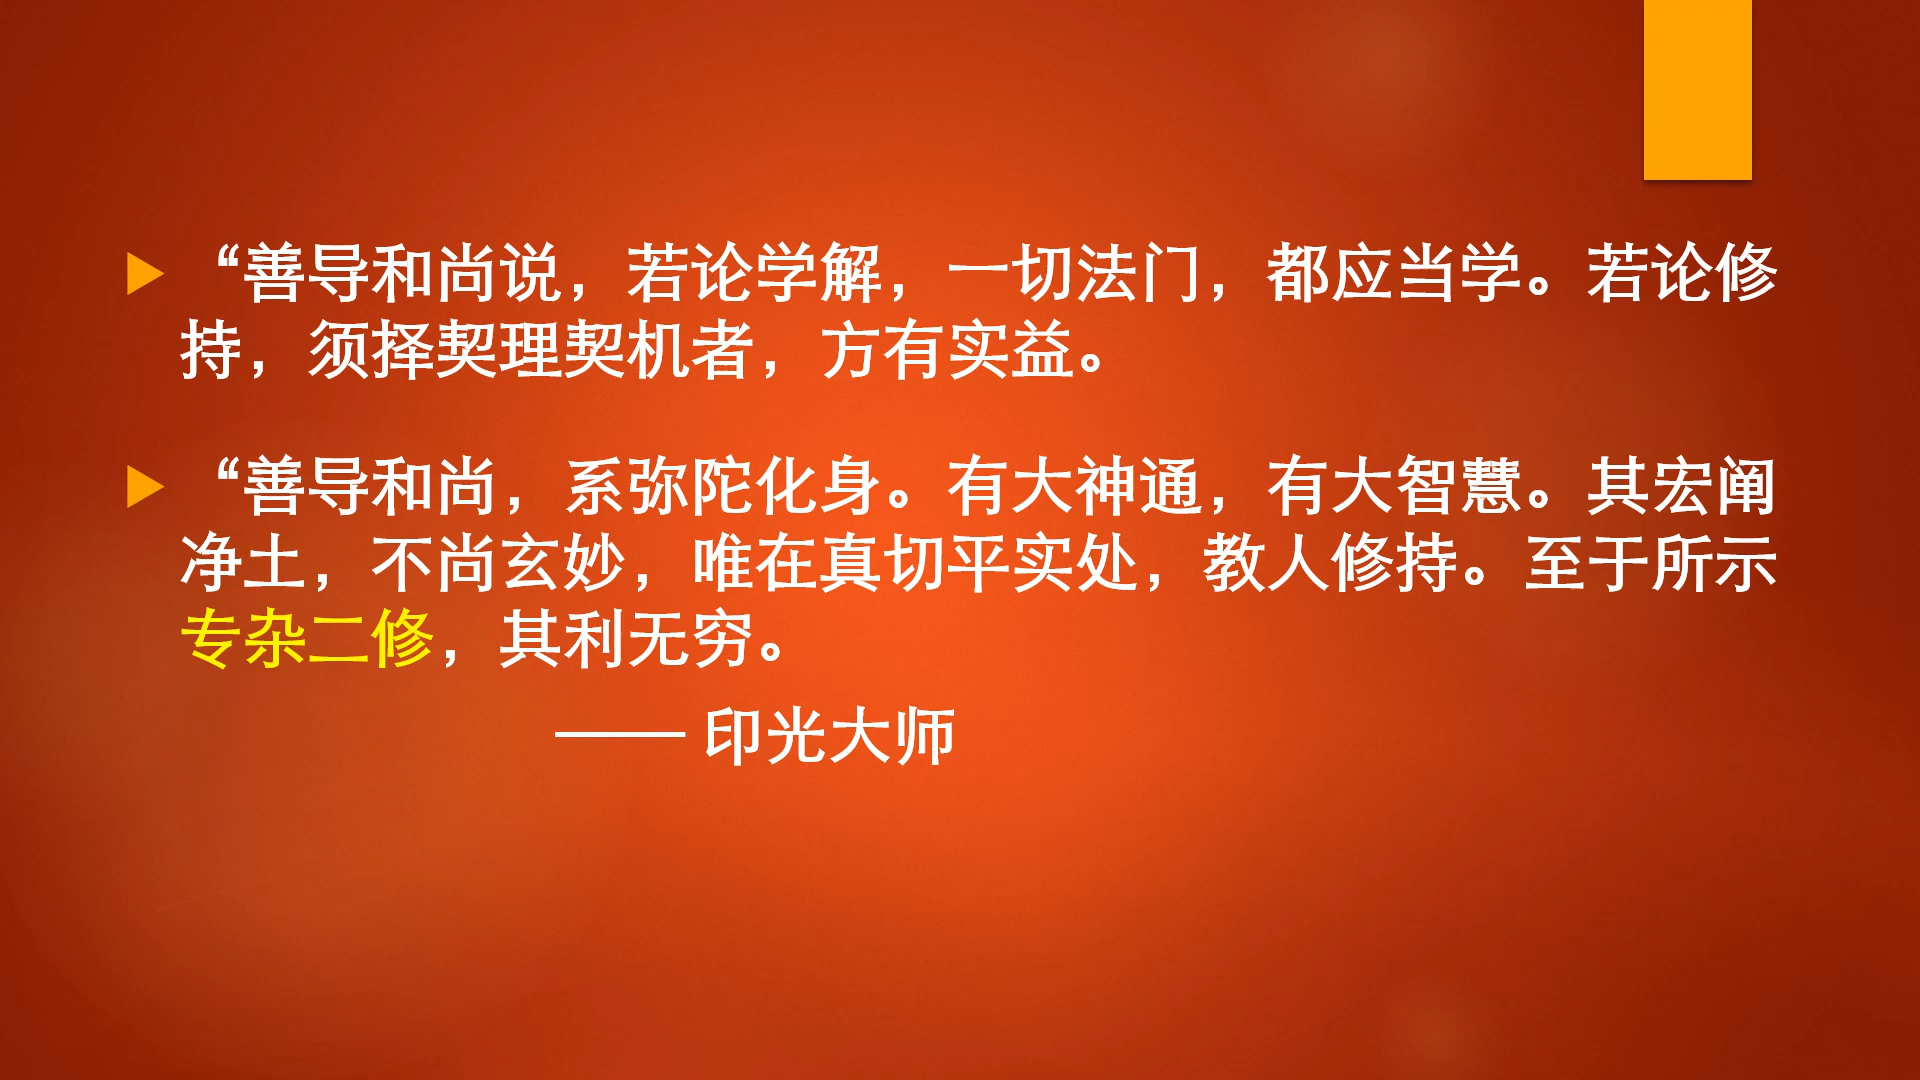 “善导和尚说，若论学解，一切法门，都应当学。若论修
持，须择契理契机者，方有实益。
“善导和尚，系弥陀化身。有大神通，有大智慧。其宏阐
净土，不尚玄妙，唯在真切平实处，教人修持。至于所示
专杂二修，其利无穷。
—— 印光大师